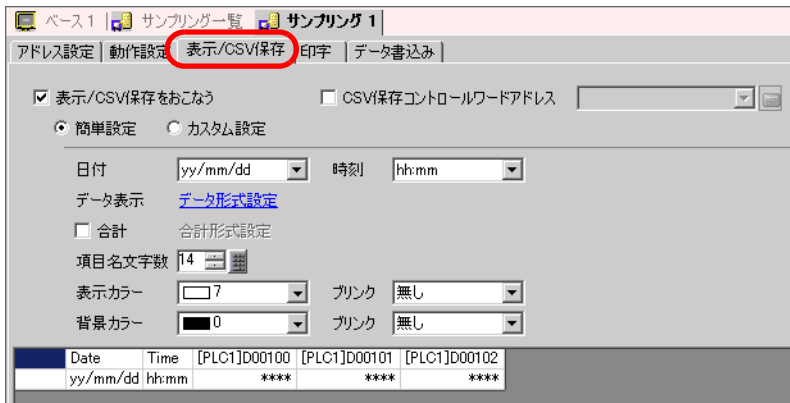 ベース1 サンプリング一覧 サンプリング1
アドレス設定 動作設定 表示/CSV保存 印字 データ書込み
表示/CSV保存をおこなう CSV保存コントロールワードアドレス
簡単設定 カスタム設定
日付 yy/mm/dd 時刻 hh:mm
データ表示 データ形式設定
合計 合計形式設定
項目名文字数 14
表示カラー 7 ブリンク 無し
背景カラー 0 ブリンク 無し
Date Time [PLC1]D00100 [PLC1]D00101 [PLC1]D00102
yy/mm/dd hh:mm **** **** ****